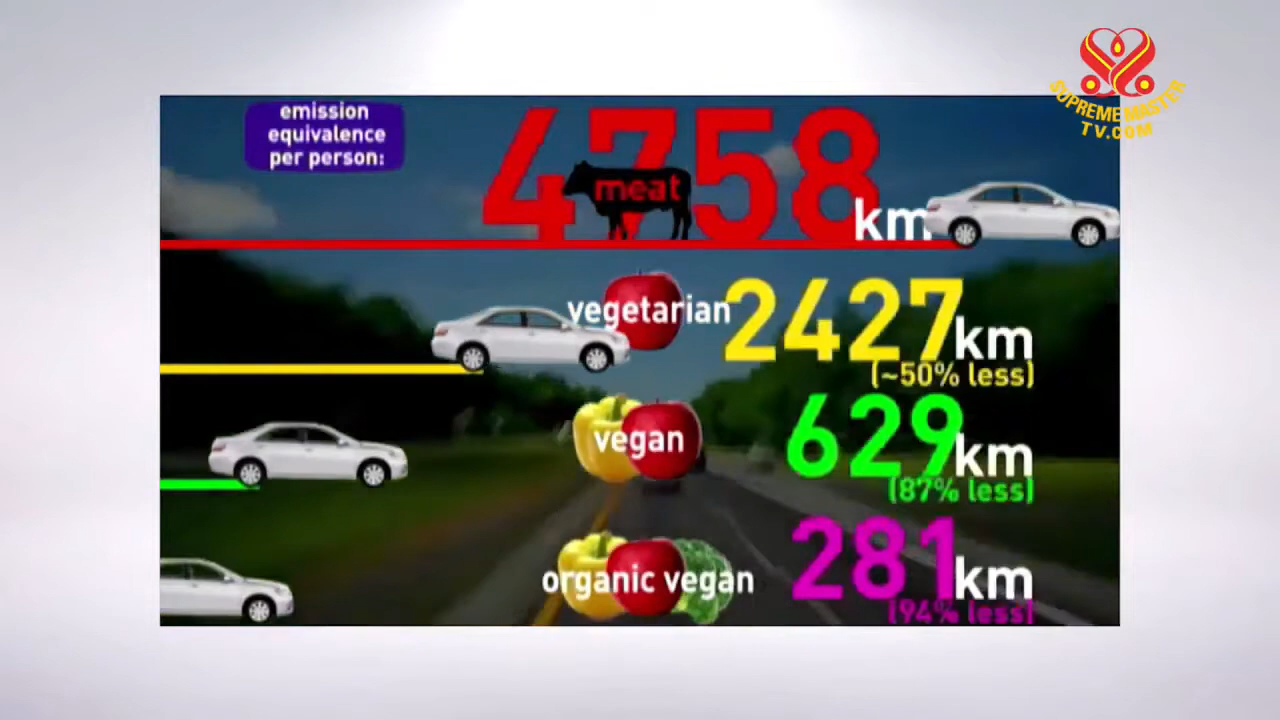 SUPREME MASTER
TV.COM
emission
equivalence
per person:
4758 km
meat
vegetarian 2427 km
(~50% less)
vegan 629 km
(87% less)
organic vegan 281 km
(94% less)